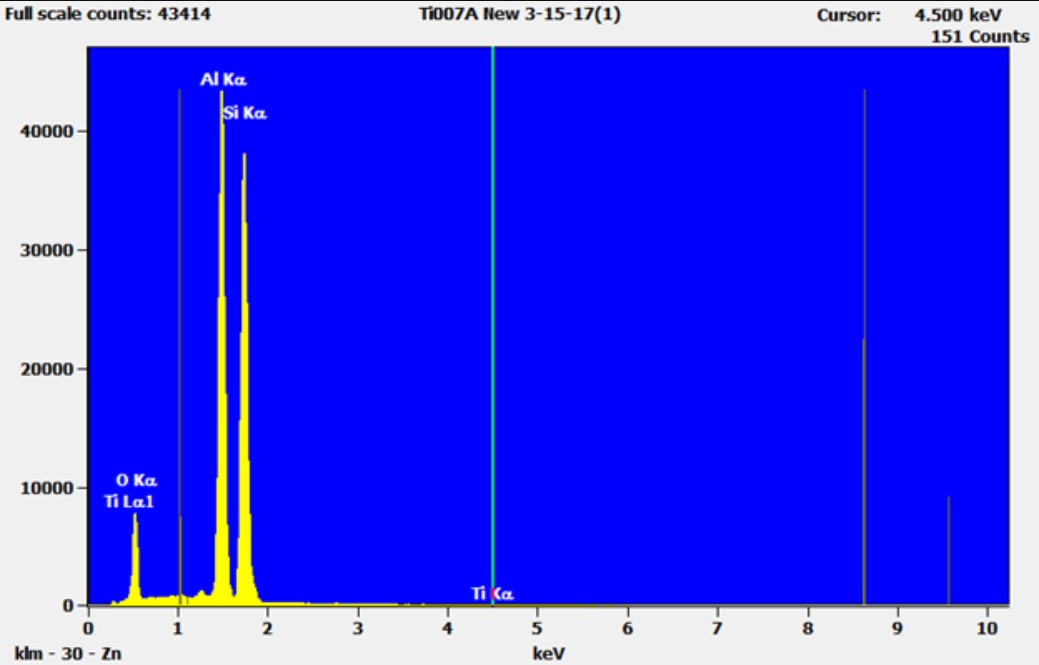 Full scale counts: 43414 Ti007A New 3-15-17(1) Cursor: 4.500 keV
151 Counts
Al Kα
Si Kα
40000
30000
20000
O Kα
10000
Ti Lα1
Ti Kα
0
0 1 2 3 4 5 6 7 8 9 10
klm - 30 - Zn keV